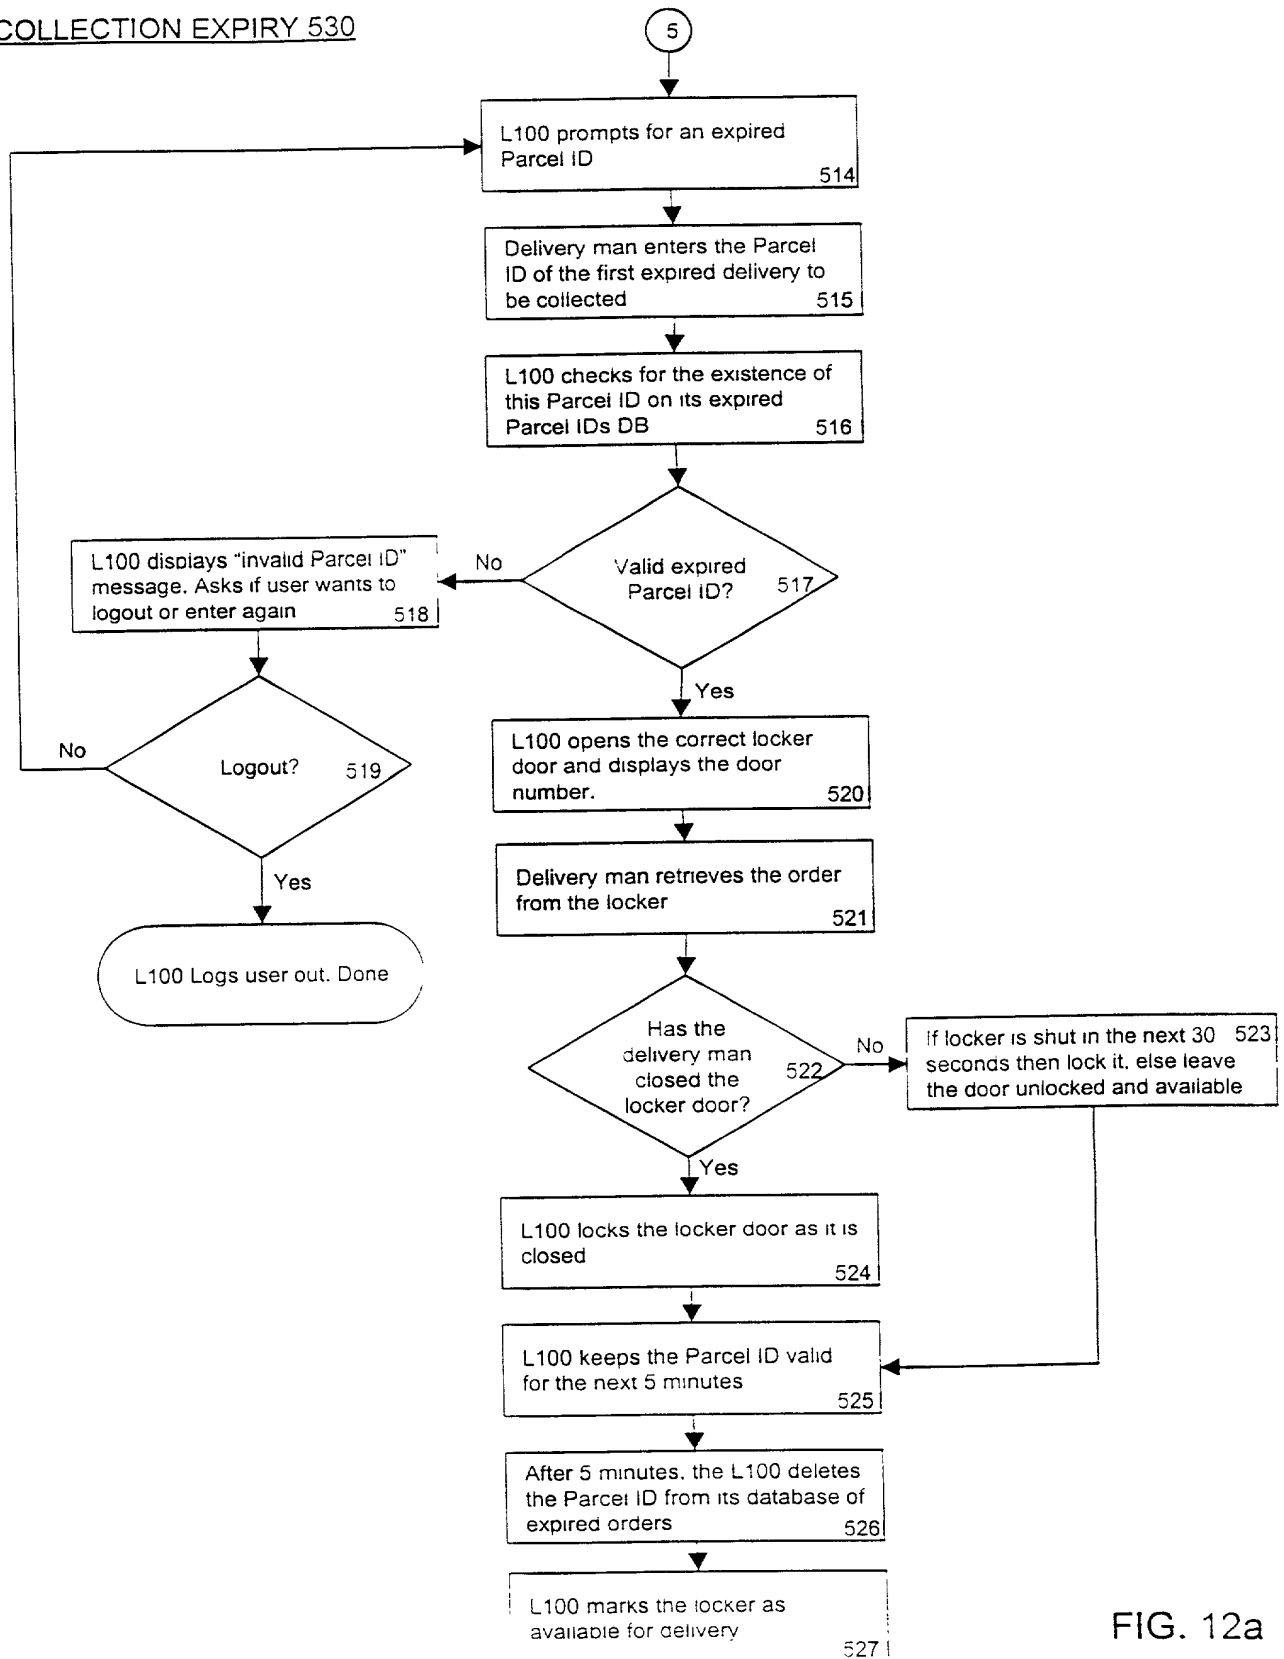 COLLECTION EXPIRY 530
5
L100 prompts for an expired
Parcel ID
514
Delivery man enters the Parcel
ID of the first expired delivery to
be collected
515
L100 checks for the existence of
this Parcel ID on its expired
Parcel IDs DB
516
Valid expired
Parcel ID?
517
No
L100 displays "invalid Parcel ID"
message. Asks if user wants to
logout or enter again
518
Logout?
519
No
Yes
L100 Logs user out. Done
Yes
L100 opens the correct locker
door and displays the door
number.
520
Delivery man retrieves the order
from the locker
521
Has the
delivery man
closed the
locker door?
522
No
If locker is shut in the next 30
523
seconds then lock it, else leave
the door unlocked and available
Yes
L100 locks the locker door as it is
closed
524
L100 keeps the Parcel ID valid
for the next 5 minutes
525
After 5 minutes, the L100 deletes
the Parcel ID from its database of
expired orders
526
L100 marks the locker as
available for delivery
527
FIG. 12a